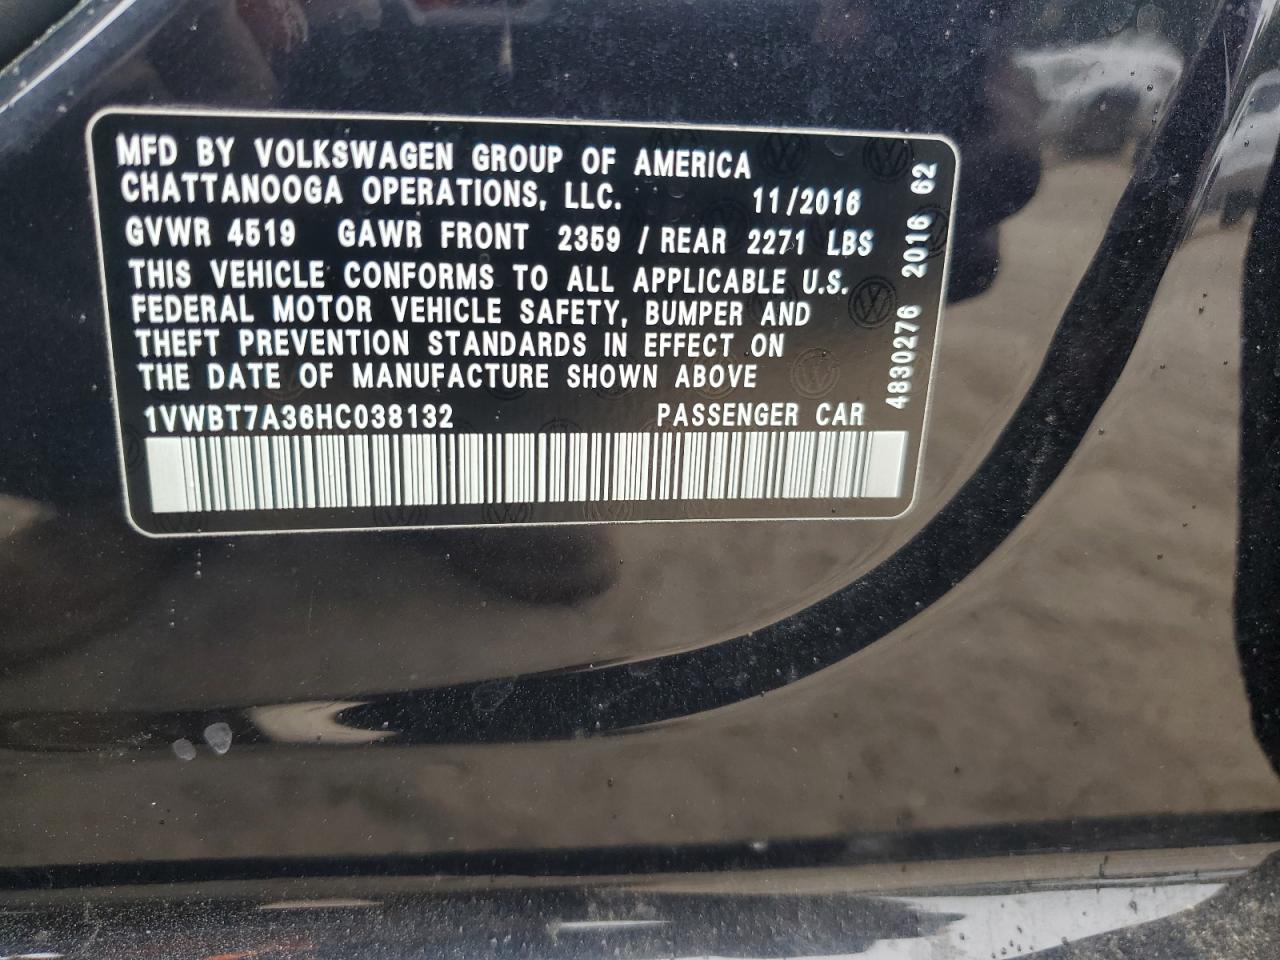 MFD BY VOLKSWAGEN GROUP OF AMERICA
CHATTANOOGA OPERATIONS, LLC. 11/2016
GVWR 4519 GAWR FRONT 2359 / REAR 2271 LBS
THIS VEHICLE CONFORMS TO ALL APPLICABLE U.S.
FEDERAL MOTOR VEHICLE SAFETY, BUMPER AND
THEFT PREVENTION STANDARDS IN EFFECT ON
THE DATE OF MANUFACTURE SHOWN ABOVE
1VWBT7A36HC038132 PASSENGER CAR
4830276 2016 62